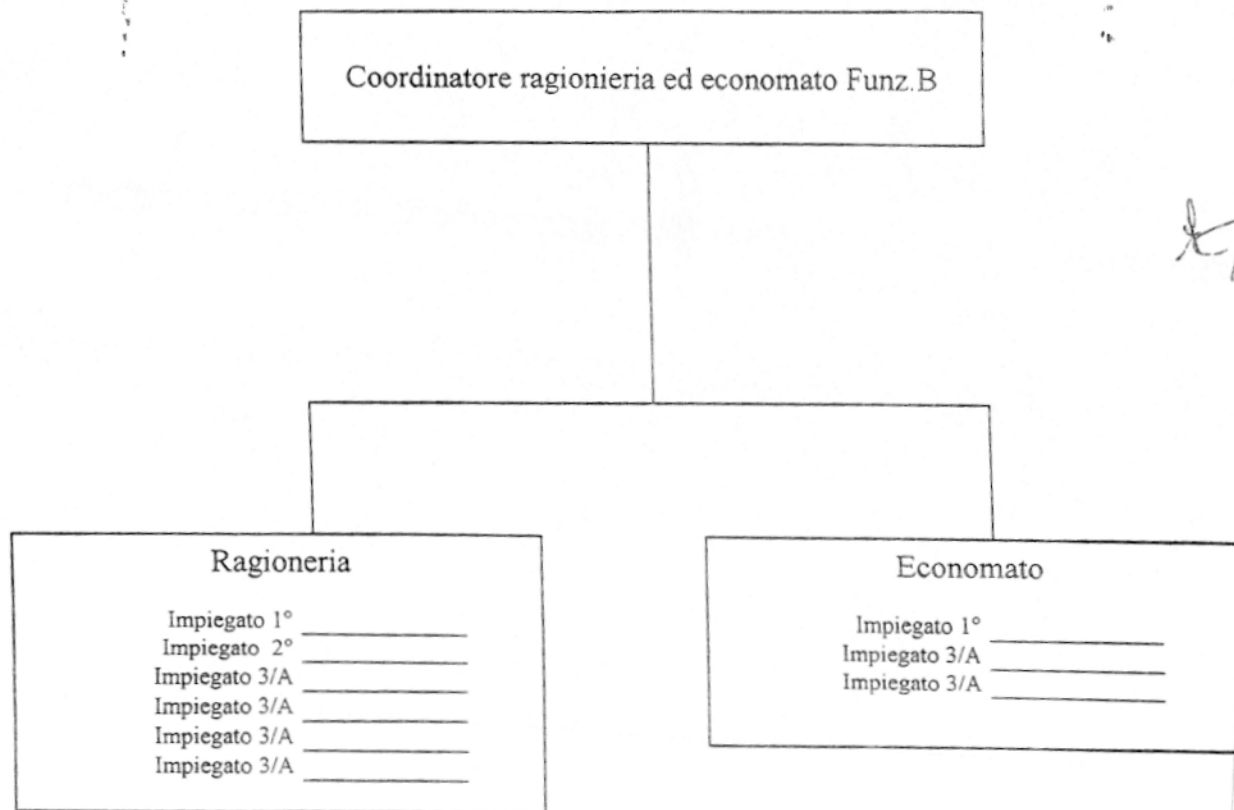 Coordinatore ragionieria ed economato Funz.B
Ragioneria
Impiegato 1°
Impiegato 2°
Impiegato 3/A
Impiegato 3/A
Impiegato 3/A
Impiegato 3/A
Economato
Impiegato 1°
Impiegato 3/A
Impiegato 3/A